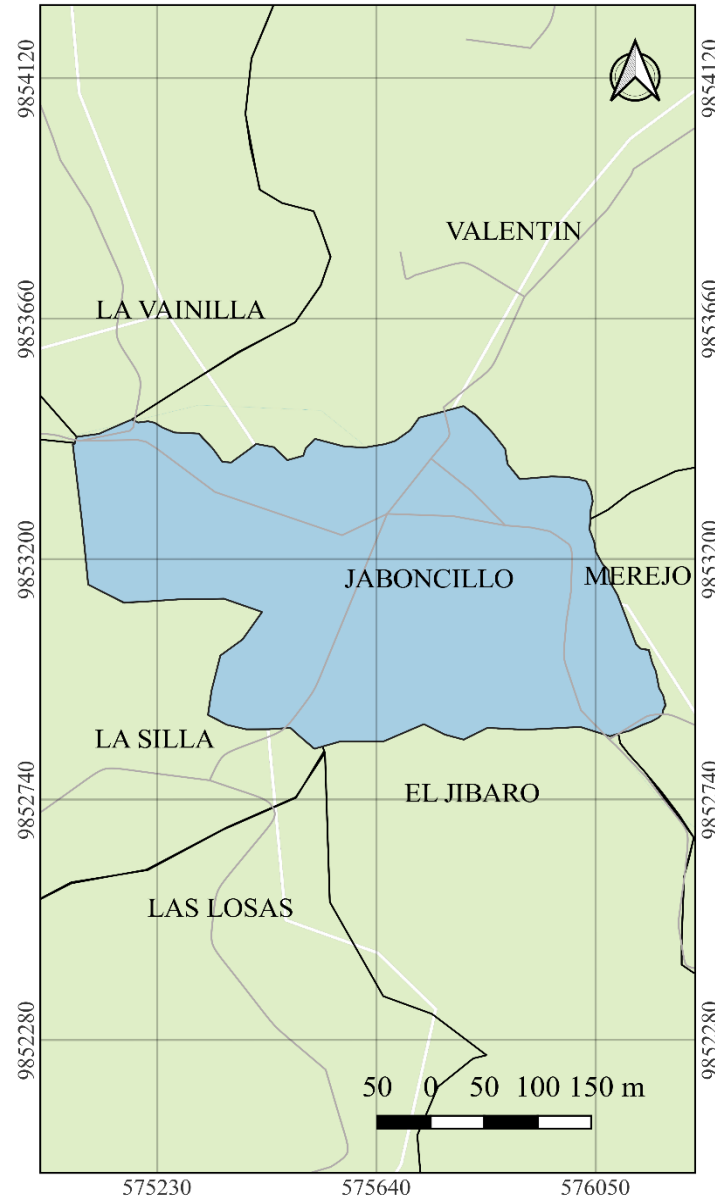 9854120
9854120
VALENTIN
LA VAINILLA
9853660
9853660
9853200
9853200
JABONCILLO
MEREJO
LA SILLA
9852740
9852740
EL JIBARO
LAS LOSAS
9852280
9852280
50 0 50 100 150 m
575230 575640 576050